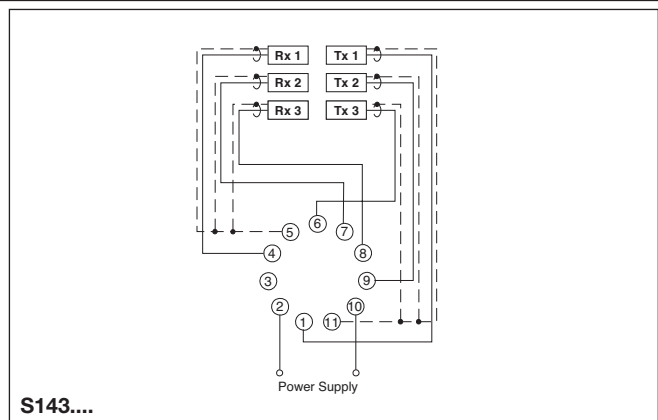 Rx 1 Tx 1
Rx 2 Tx 2
Rx 3 Tx 3
6
5 7
4 8
3 9
2 10
1 11
Power Supply
S143....